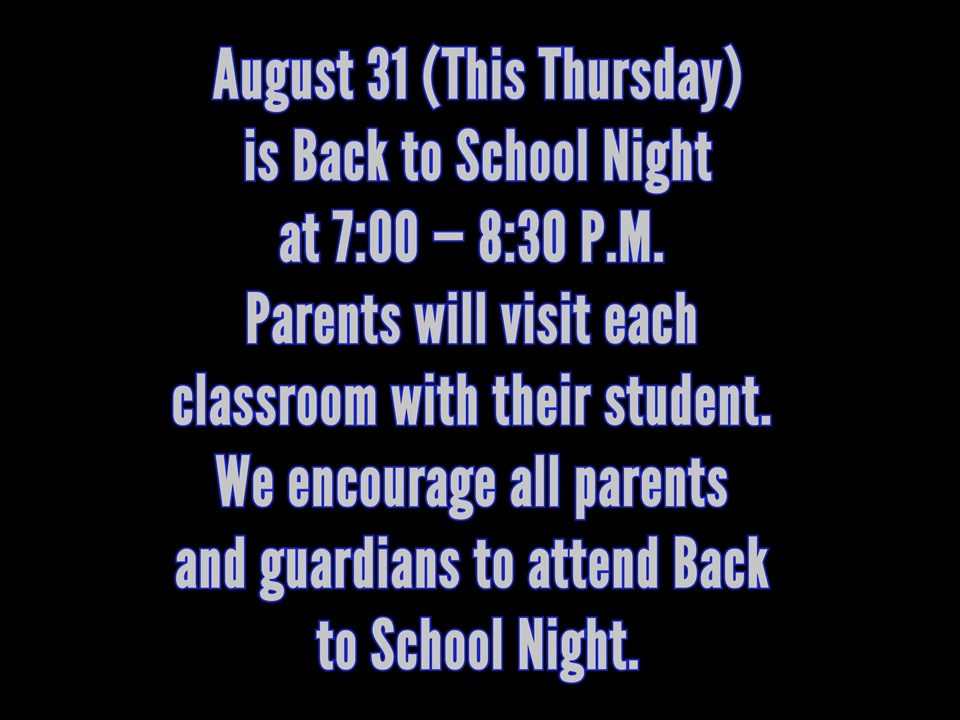 August 31 (This Thursday)
is Back to School Night
at 7:00 – 8:30 P.M.
Parents will visit each
classroom with their student.
We encourage all parents
and guardians to attend Back
to School Night.